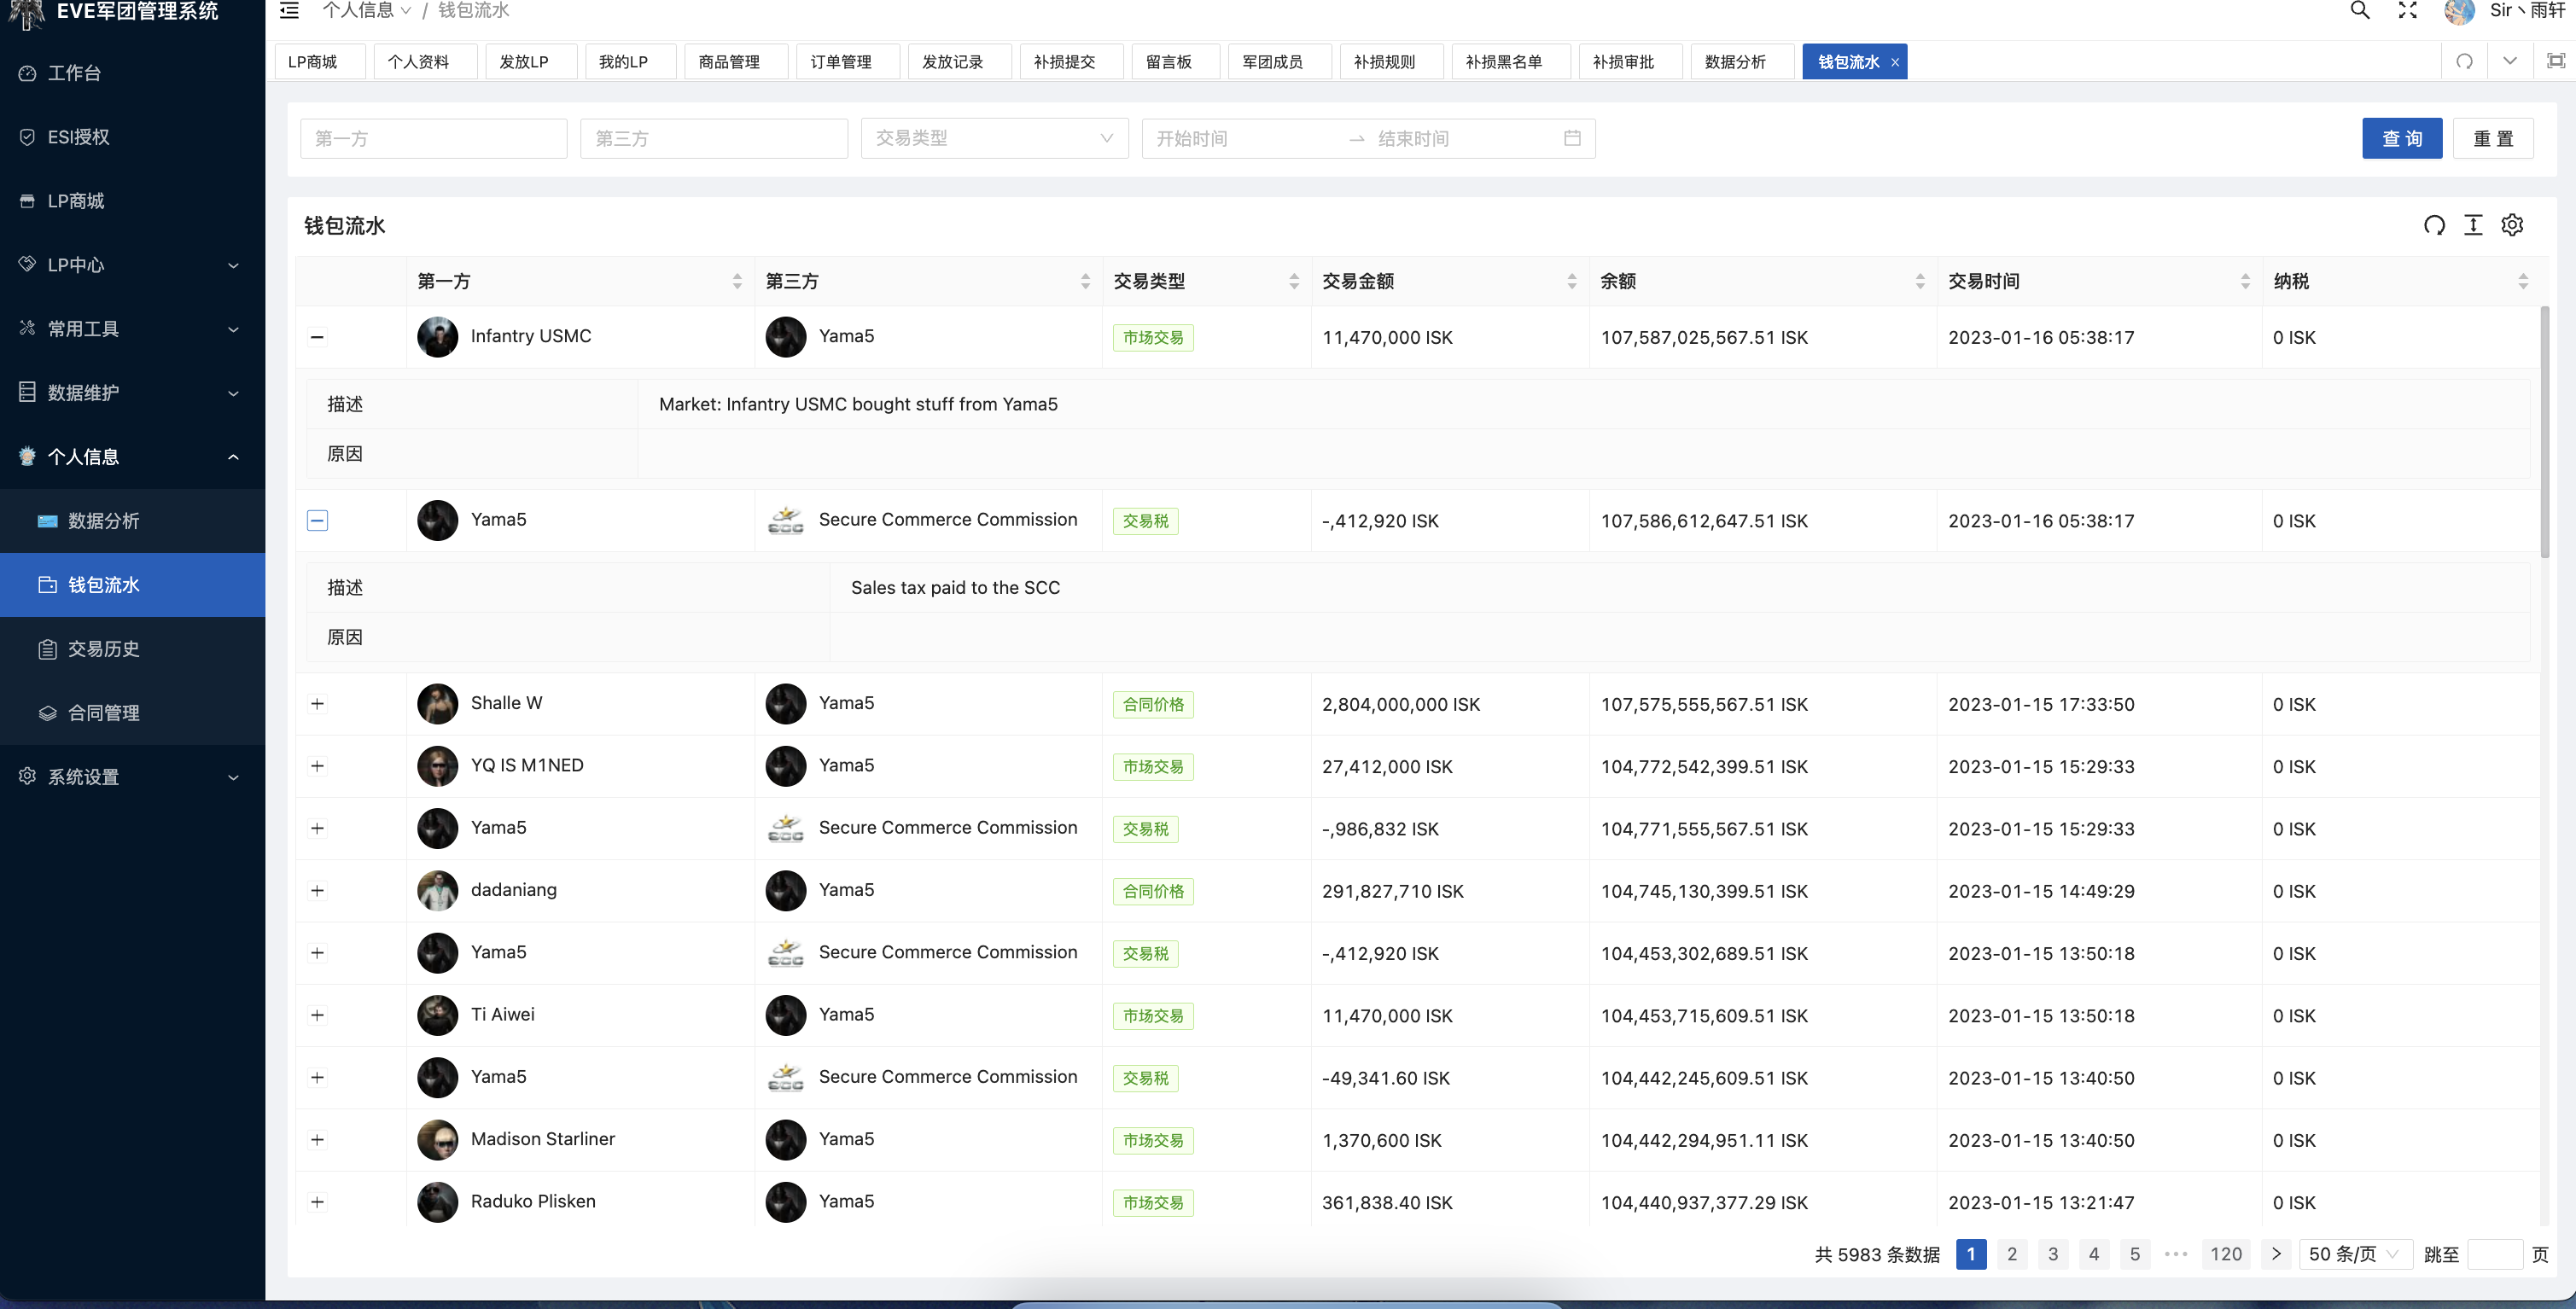 EVE军团管理系统
个人信息 / 钱包流水
Sir丶雨轩
LP商城 个人资料 发放LP 我的LP 商品管理 订单管理 发放记录 补损提交 留言板 军团成员 补损规则 补损黑名单 补损审批 数据分析 钱包流水 ×
工作台
ESI授权
LP商城
LP中心
常用工具
数据维护
个人信息
数据分析
钱包流水
交易历史
合同管理
系统设置
第一方 第三方 交易类型 开始时间 → 结束时间 查 询 重 置
钱包流水
第一方 第三方 交易类型 交易金额 余额 交易时间 纳税
Infantry USMC Yama5 市场交易 11,470,000 ISK 107,587,025,567.51 ISK 2023-01-16 05:38:17 0 ISK
描述 Market: Infantry USMC bought stuff from Yama5
原因
Yama5 SCC Secure Commerce Commission 交易税 -,412,920 ISK 107,586,612,647.51 ISK 2023-01-16 05:38:17 0 ISK
描述 Sales tax paid to the SCC
原因
Shalle W Yama5 合同价格 2,804,000,000 ISK 107,575,555,567.51 ISK 2023-01-15 17:33:50 0 ISK
YQ IS M1NED Yama5 市场交易 27,412,000 ISK 104,772,542,399.51 ISK 2023-01-15 15:29:33 0 ISK
Yama5 SCC Secure Commerce Commission 交易税 -,986,832 ISK 104,771,555,567.51 ISK 2023-01-15 15:29:33 0 ISK
dadaniang Yama5 合同价格 291,827,710 ISK 104,745,130,399.51 ISK 2023-01-15 14:49:29 0 ISK
Yama5 SCC Secure Commerce Commission 交易税 -,412,920 ISK 104,453,302,689.51 ISK 2023-01-15 13:50:18 0 ISK
Ti Aiwei Yama5 市场交易 11,470,000 ISK 104,453,715,609.51 ISK 2023-01-15 13:50:18 0 ISK
Yama5 SCC Secure Commerce Commission 交易税 -49,341.60 ISK 104,442,245,609.51 ISK 2023-01-15 13:40:50 0 ISK
Madison Starliner Yama5 市场交易 1,370,600 ISK 104,442,294,951.11 ISK 2023-01-15 13:40:50 0 ISK
Raduko Plisken Yama5 市场交易 361,838.40 ISK 104,440,937,377.29 ISK 2023-01-15 13:21:47 0 ISK
共 5983 条数据 1 2 3 4 5 ••• 120 > 50 条/页 跳至 页